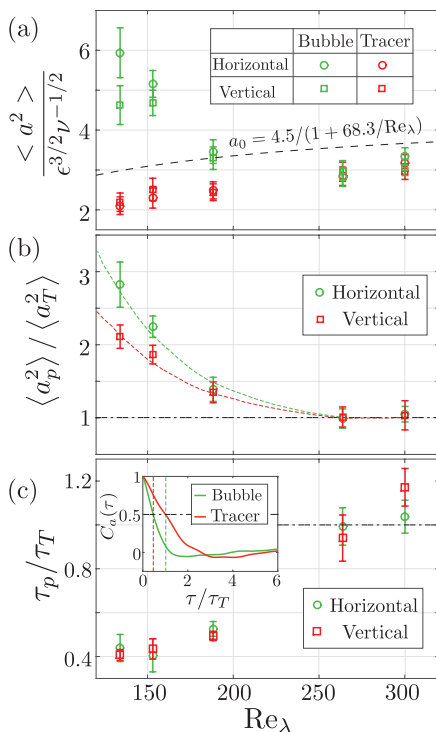 (a)
6
4
2
< a² >
ϵ^{3/2}ν^{-1/2}
Bubble Tracer
Horizontal
Vertical
a₀ = 4.5/(1 + 68.3/Re_λ)
(b)
3
2
1
⟨a²_p⟩ / ⟨a²_T⟩
Horizontal
Vertical
(c)
1.2
0.8
0.4
τ_p/τ_T
1
0.5
0
C_a(τ)
Bubble
Tracer
0 2 4 6
τ/τ_T
Horizontal
Vertical
150 200 250 300
Re_λ